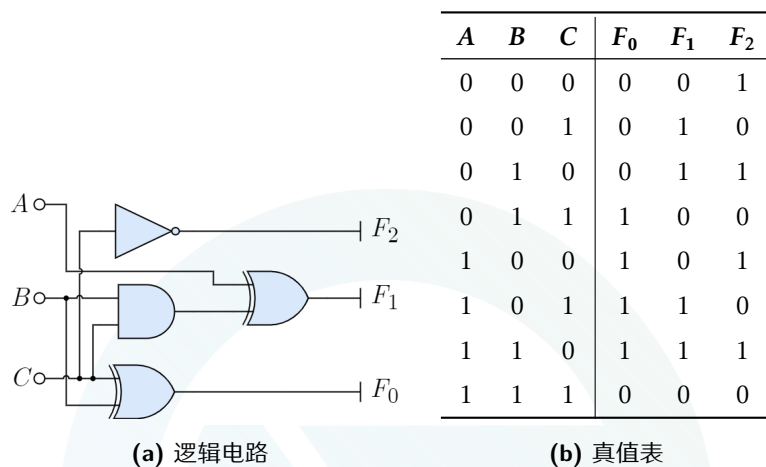 A
B
C
F₂
F₁
F₀
(a) 逻辑电路
A B C F₀ F₁ F₂
0 0 0 0 0 1
0 0 1 0 1 0
0 1 0 0 1 1
0 1 1 1 0 0
1 0 0 1 0 1
1 0 1 1 1 0
1 1 0 1 1 1
1 1 1 0 0 0
(b) 真值表